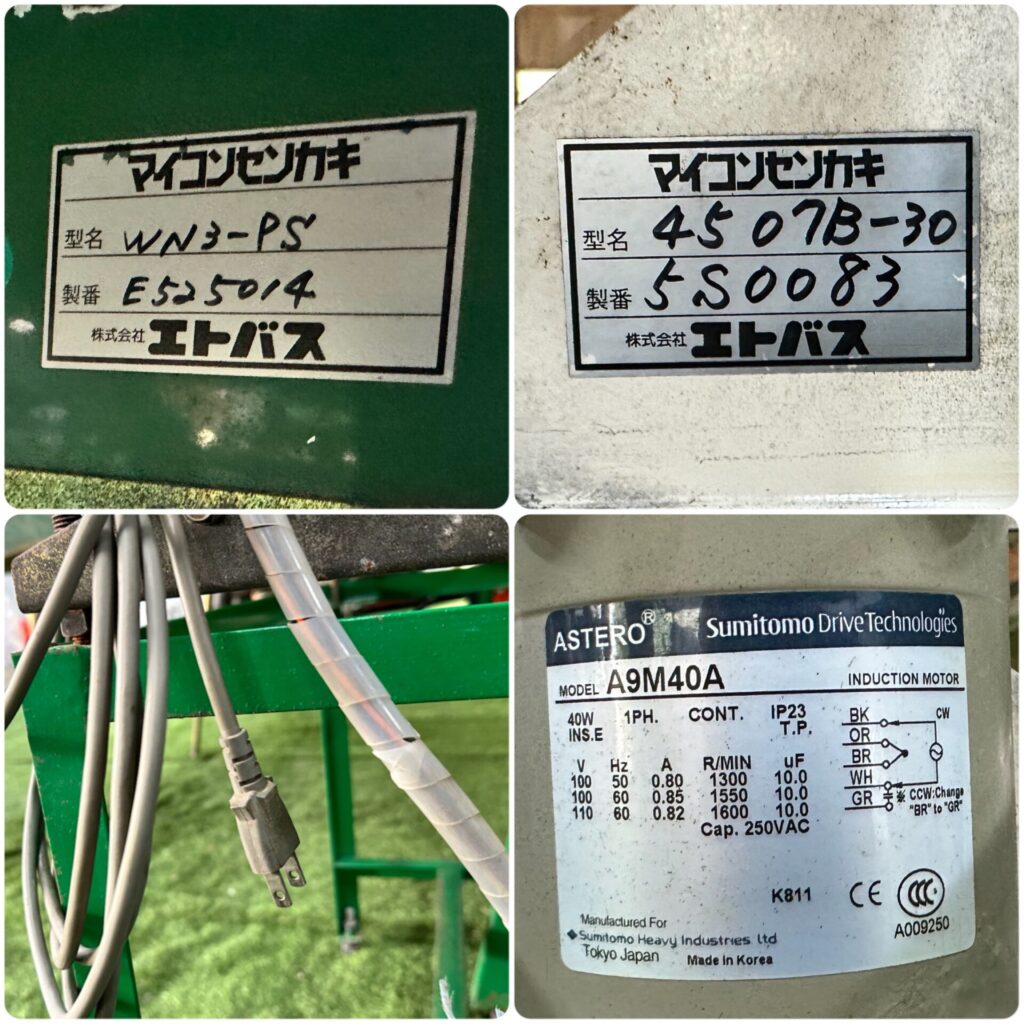 マイコンセンカキ
型名 WN3-PS
製番 E525014
株式会社 エトバス
マイコンセンカキ
型名 4507B-30
製番 5S0083
株式会社 エトバス
ASTERO® Sumitomo Drive Technologies
MODEL A9M40A INDUCTION MOTOR
40W 1PH. CONT. IP23
INS.E T.P.
V Hz A R/MIN uF
100 50 0.80 1300 10.0
100 60 0.85 1550 10.0
110 60 0.82 1600 10.0
Cap. 250VAC
BK CW
OR
BR
WH
GR ※ CCW:Change
"BR" to "GR"
K811 CE CCC
A009250
Manufactured For
Sumitomo Heavy Industries. Ltd
Tokyo Japan Made in Korea